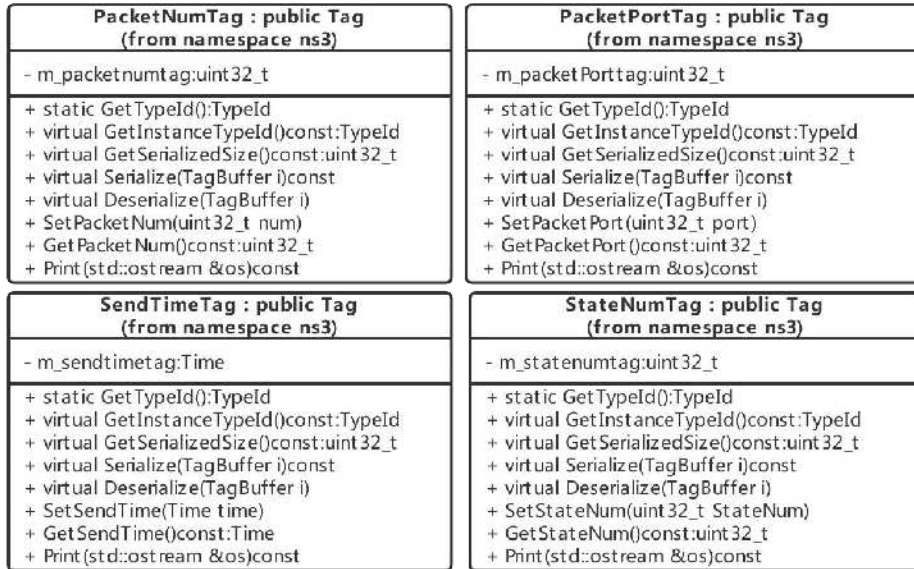 PacketNumTag : public Tag
(from namespace ns3)
- m_packetnumtag:uint32_t
+ static GetTypeId():TypeId
+ virtual GetInstanceTypeId()const:TypeId
+ virtual GetSerializedSize()const:uint32_t
+ virtual Serialize(TagBuffer i)const
+ virtual Deserialize(TagBuffer i)
+ SetPacketNum(uint32_t num)
+ GetPacketNum()const:uint32_t
+ Print(std::ostream &os)const
PacketPortTag : public Tag
(from namespace ns3)
- m_packetPorttag:uint32_t
+ static GetTypeId():TypeId
+ virtual GetInstanceTypeId()const:TypeId
+ virtual GetSerializedSize()const:uint32_t
+ virtual Serialize(TagBuffer i)const
+ virtual Deserialize(TagBuffer i)
+ SetPacketPort(uint32_t port)
+ GetPacketPort()const:uint32_t
+ Print(std::ostream &os)const
SendTimeTag : public Tag
(from namespace ns3)
- m_sendtimetag:Time
+ static GetTypeId():TypeId
+ virtual GetInstanceTypeId()const:TypeId
+ virtual GetSerializedSize()const:uint32_t
+ virtual Serialize(TagBuffer i)const
+ virtual Deserialize(TagBuffer i)
+ SetSendTime(Time time)
+ GetSendTime()const:Time
+ Print(std::ostream &os)const
StateNumTag : public Tag
(from namespace ns3)
- m_statenumtag:uint32_t
+ static GetTypeId():TypeId
+ virtual GetInstanceTypeId()const:TypeId
+ virtual GetSerializedSize()const:uint32_t
+ virtual Serialize(TagBuffer i)const
+ virtual Deserialize(TagBuffer i)
+ SetStateNum(uint32_t StateNum)
+ GetStateNum()const:uint32_t
+ Print(std::ostream &os)const